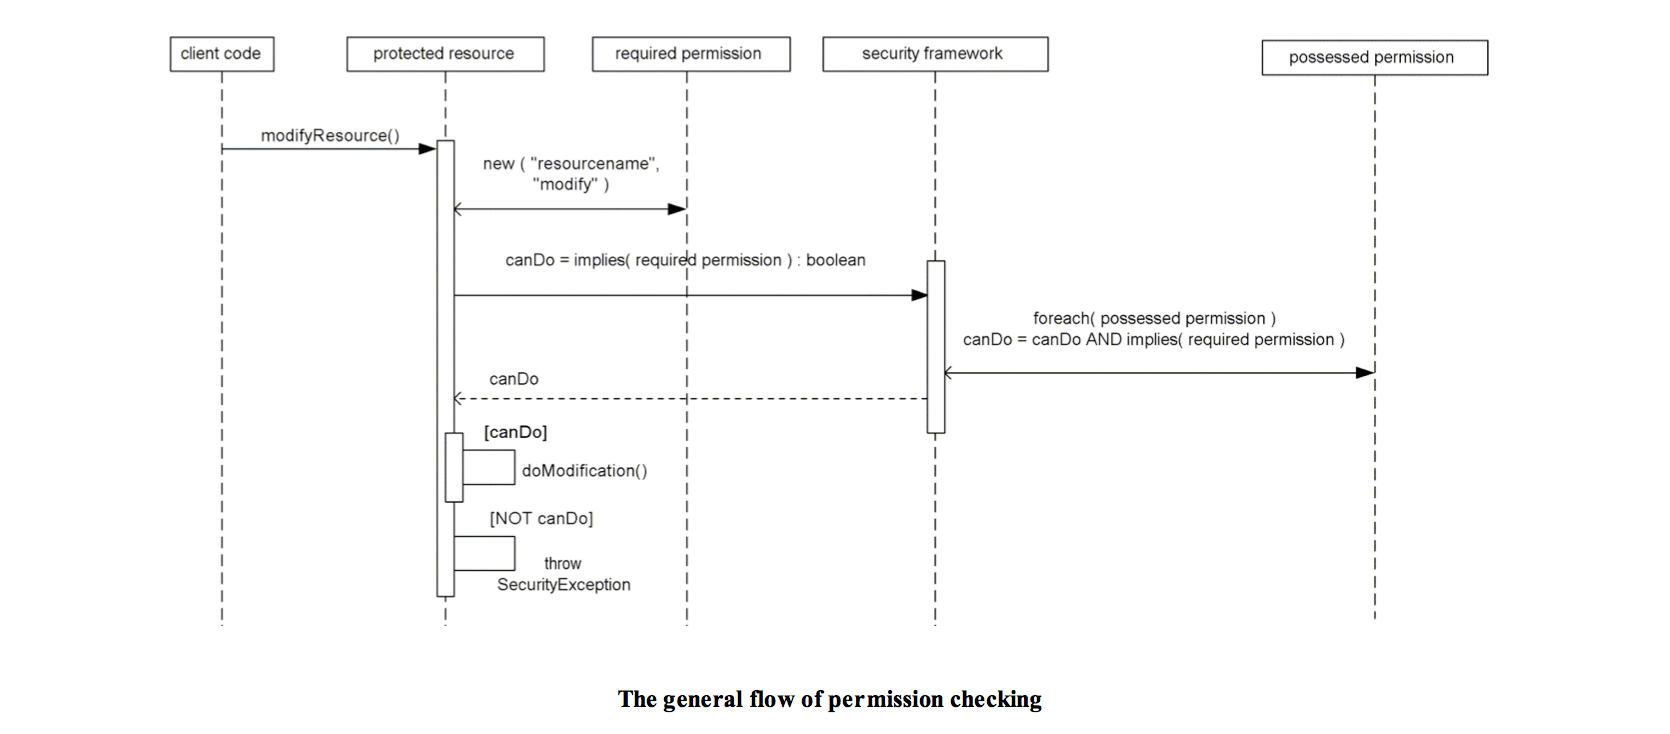 client code
protected resource
required permission
security framework
possessed permission
modifyResource()
new ( "resourcename",
"modify" )
canDo = implies( required permission ) : boolean
foreach( possessed permission )
canDo = canDo AND implies( required permission )
canDo
[canDo]
doModification()
[NOT canDo]
throw
SecurityException
The general flow of permission checking